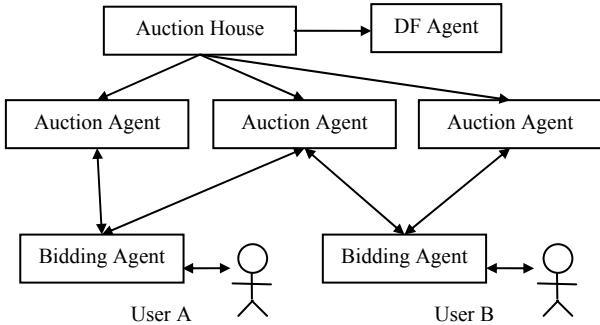 Auction House
DF Agent
Auction Agent
Auction Agent
Auction Agent
Bidding Agent
Bidding Agent
User A
User B